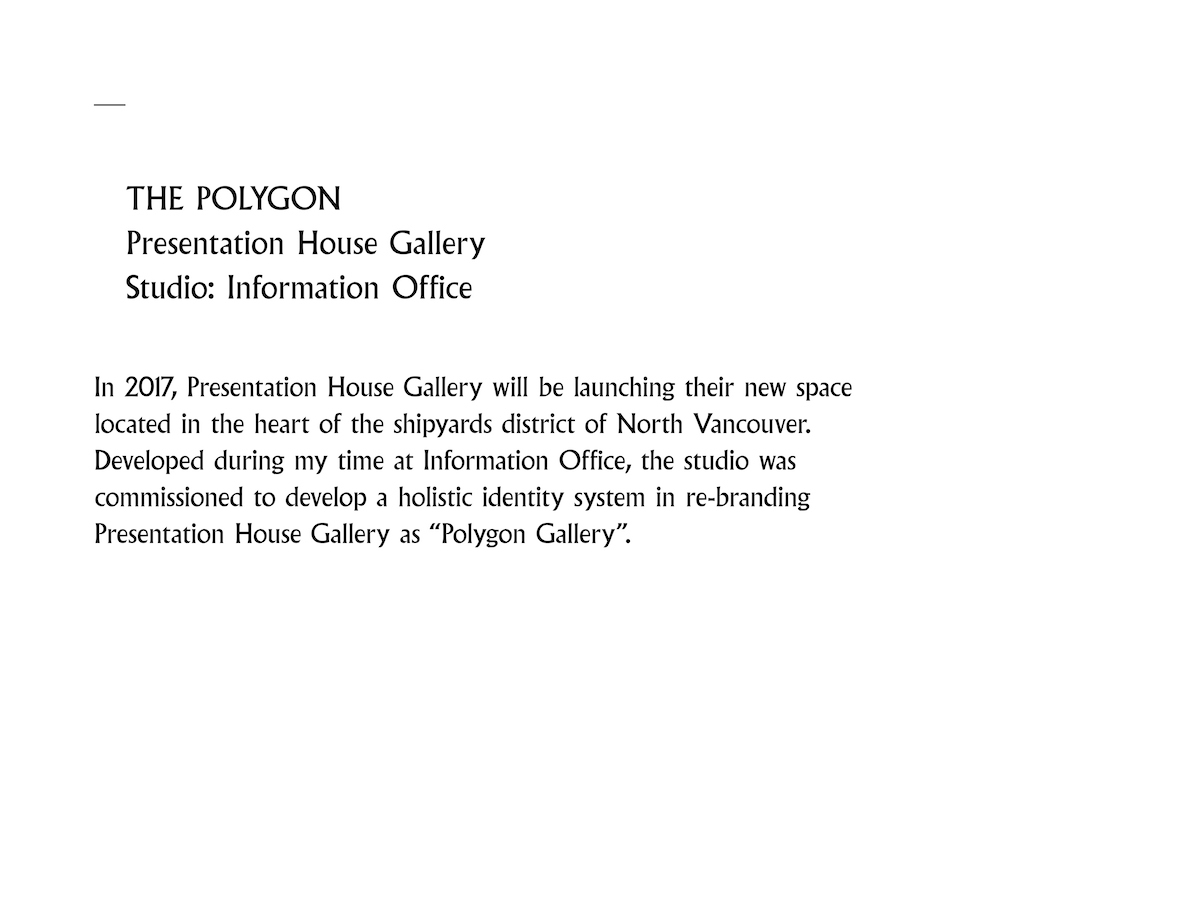 THE POLYGON
Presentation House Gallery
Studio: Information Office
In 2017, Presentation House Gallery will be launching their new space
located in the heart of the shipyards district of North Vancouver.
Developed during my time at Information Office, the studio was
commissioned to develop a holistic identity system in re-branding
Presentation House Gallery as “Polygon Gallery”.